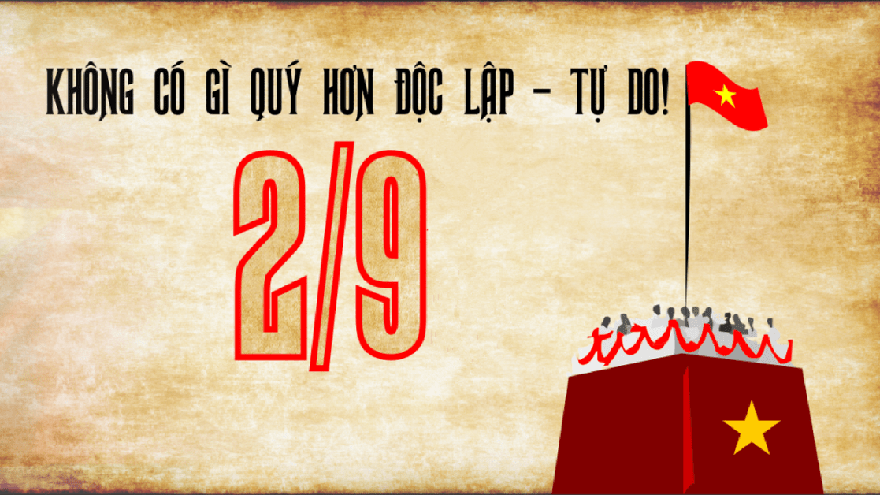 KHÔNG CÓ GÌ QUÝ HƠN ĐỘC LẬP – TỰ DO!
2/9